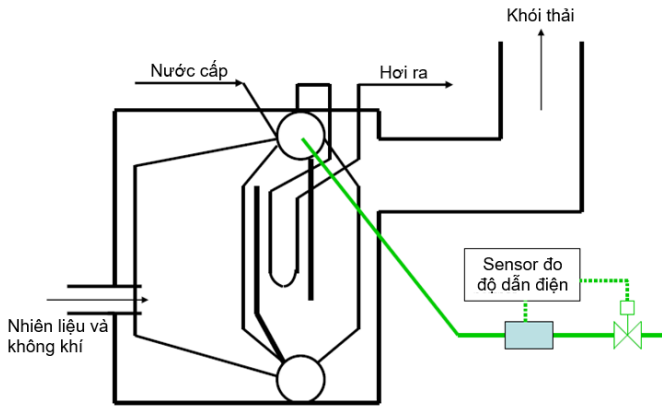 Khói thải
Nước cấp
Hơi ra
Sensor đo
độ dẫn điện
Nhiên liệu và
không khí